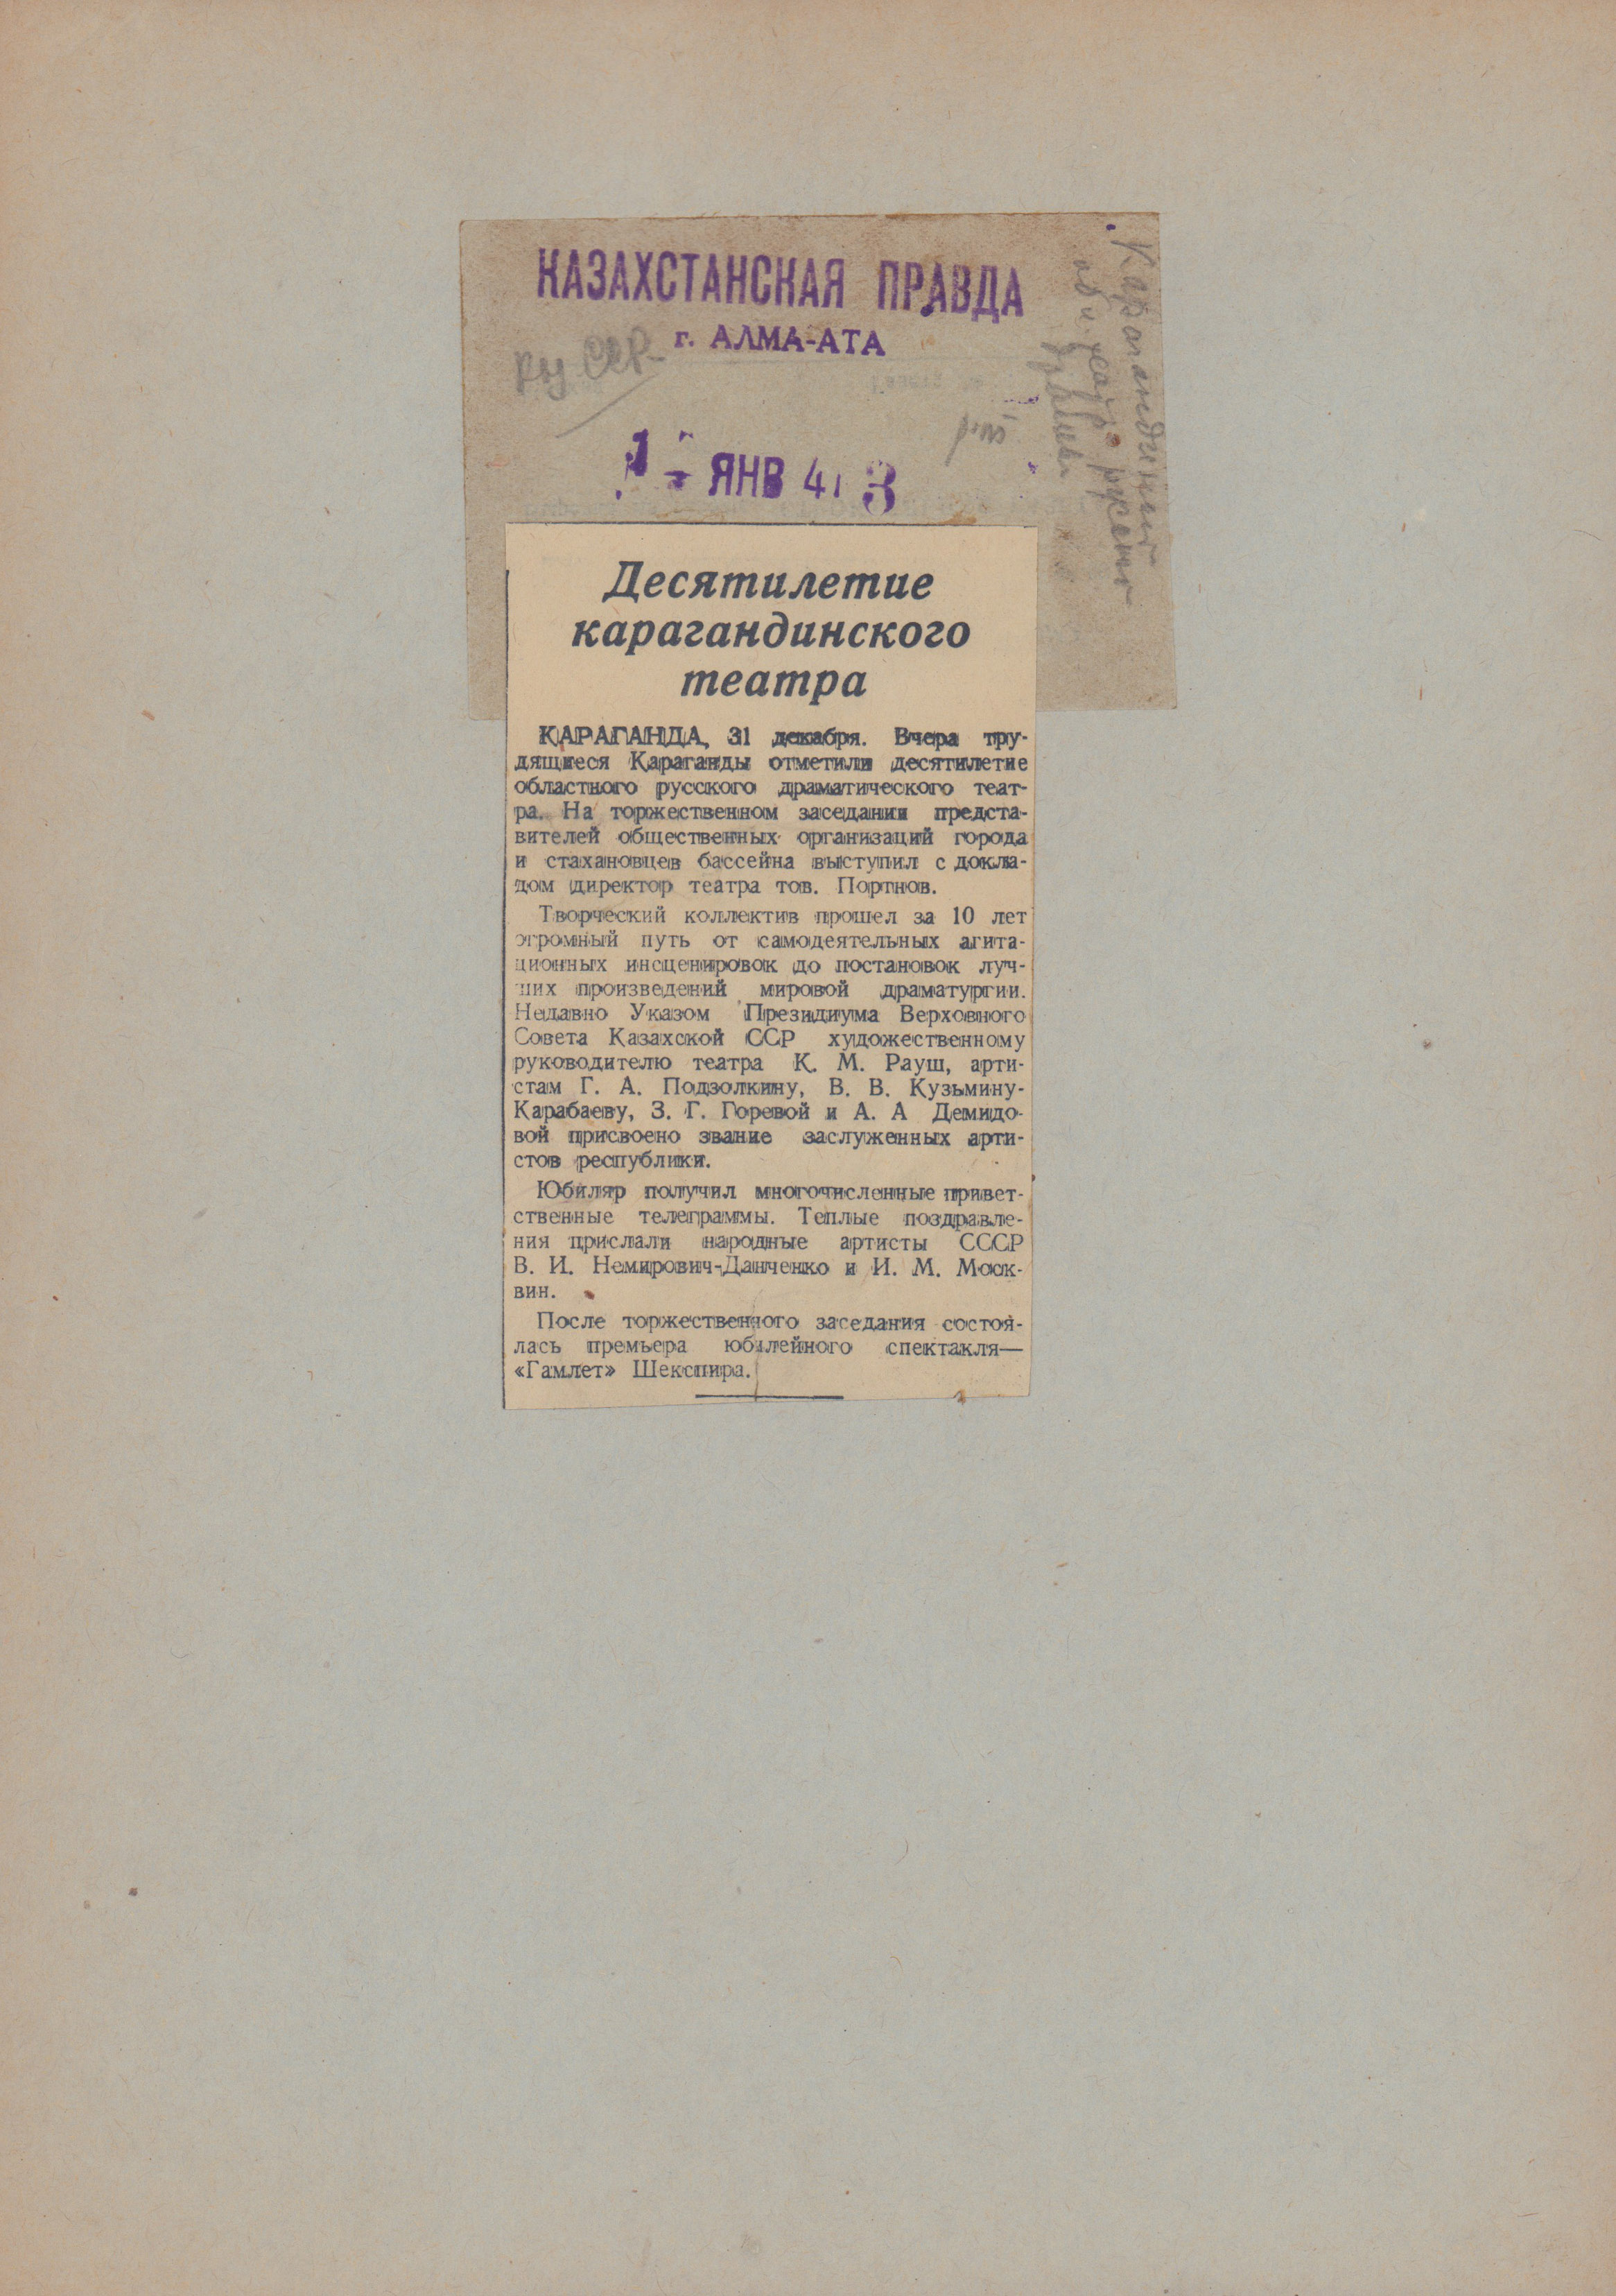 КАЗАХСТАНСКАЯ ПРАВДА
г. АЛМА-АТА
ЯНВ 41
Десятилетие
карагандинского
театра
КАРАГАНДА, 31 декабря. Вчера тру-
дящиеся Караганды отметили десятилетие
областного русского драматического теат-
ра. На торжественном заседании предста-
вителей общественных организаций города
и стахановцев бассейна выступил с докла-
дом директор театра тов. Портнов.
Творческий коллектив прошел за 10 лет
огромный путь от самодеятельных агита-
ционных инсценировок до постановок луч-
ших произведений мировой драматургии.
Недавно Указом Президиума Верховного
Совета Казахской ССР художественному
руководителю театра К. М. Рауш, арти-
стам Г. А. Подзолкину, В. В. Кузьмину-
Карабаеву, З. Г. Горевой и А. А Демидо-
вой присвоено звание заслуженных арти-
стов республики.
Юбиляр получил многочисленные привет-
ственные телеграммы. Теплые поздравле-
ния прислали народные артисты СССР
В. И. Немирович-Данченко и И. М. Моск-
вин.
После торжественного заседания состоя-
лась премьера юбилейного спектакля—
«Гамлет» Шекспира.